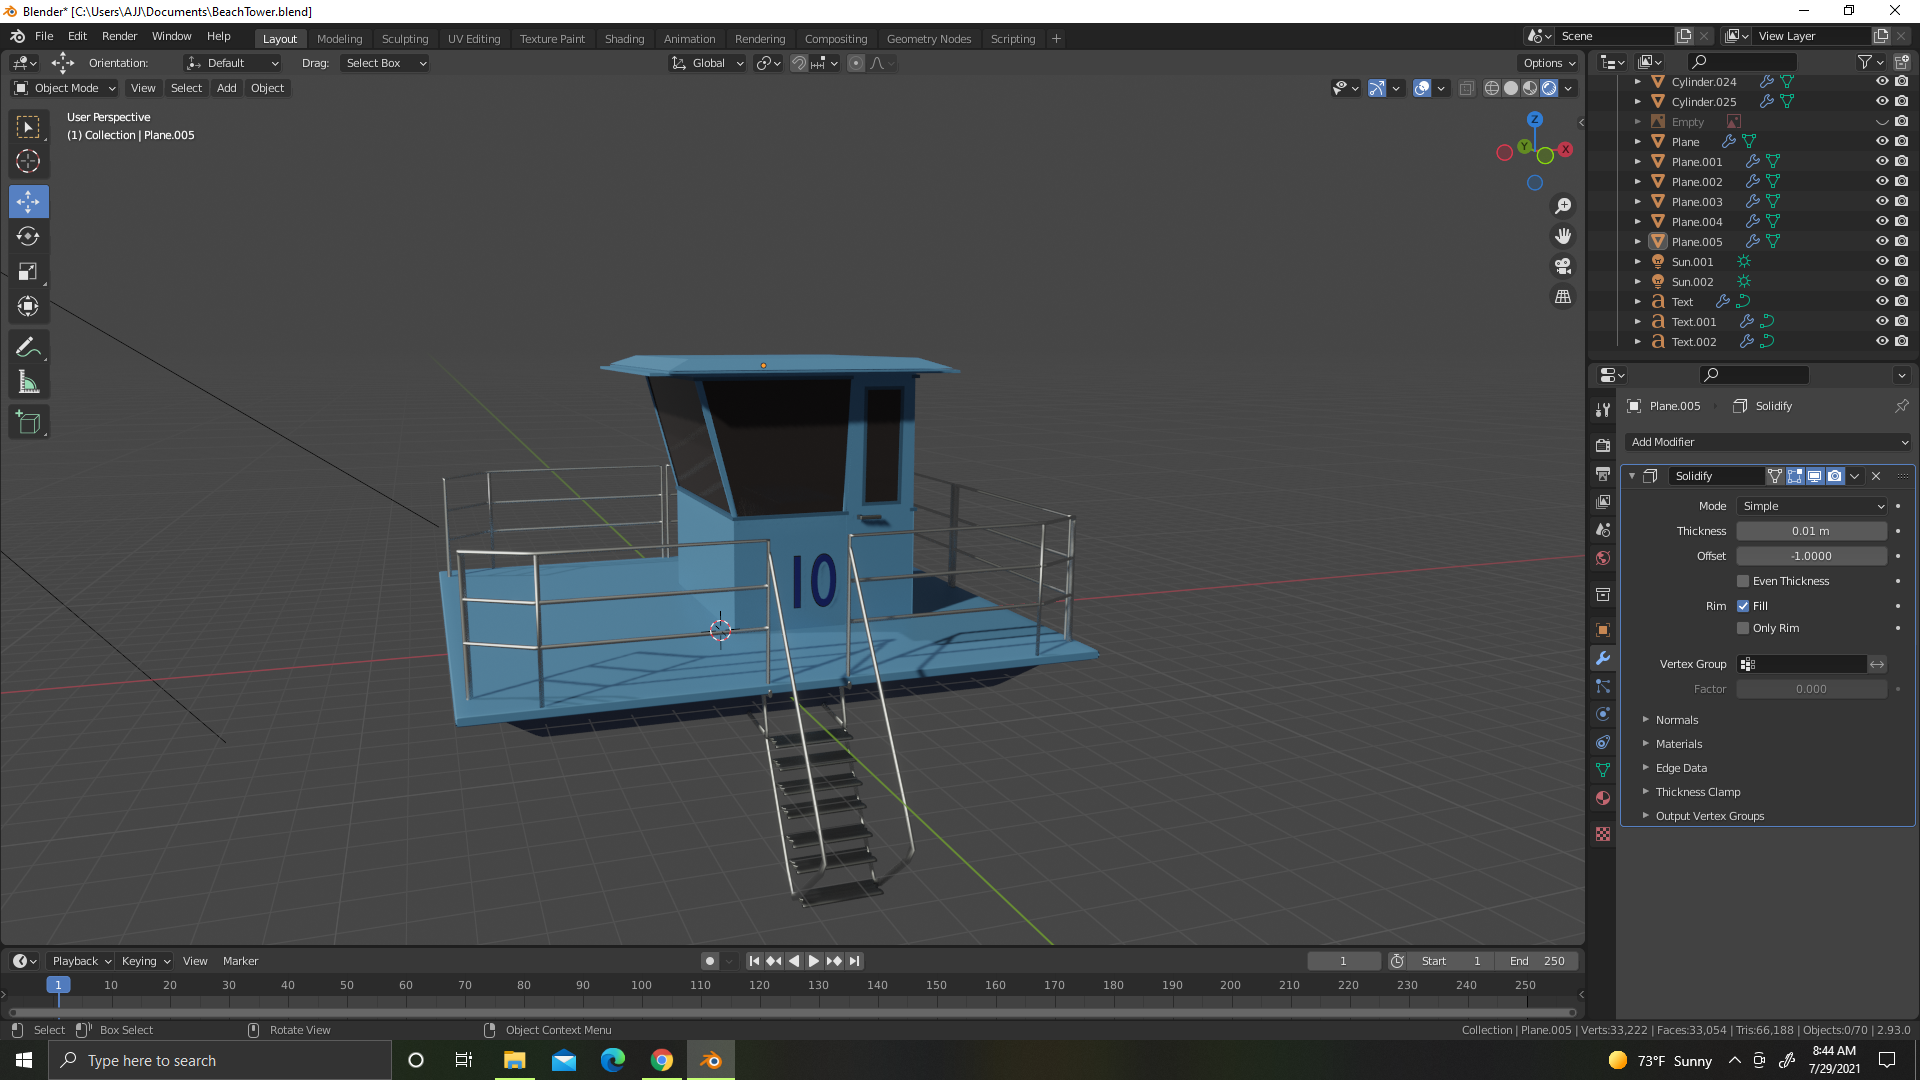 Blender* [C:\Users\AJJ\Documents\BeachTower.blend]
File Edit Render Window Help Layout Modeling Sculpting UV Editing Texture Paint Shading Animation Rendering Compositing Geometry Nodes Scripting + Scene View Layer
Orientation: Default Drag: Select Box Global Options
Object Mode View Select Add Object
User Perspective
(1) Collection | Plane.005
Z
Y
X
10
Cylinder.024
Cylinder.025
Empty
Plane
Plane.001
Plane.002
Plane.003
Plane.004
Plane.005
Sun.001
Sun.002
Text
Text.001
Text.002
Plane.005 Solidify
Add Modifier
Solidify
Mode Simple
Thickness 0.01 m
Offset -1.0000
Even Thickness
Rim Fill
Only Rim
Vertex Group
Factor 0.000
Normals
Materials
Edge Data
Thickness Clamp
Output Vertex Groups
Playback Keying View Marker 1 Start 1 End 250
1 10 20 30 40 50 60 70 80 90 100 110 120 130 140 150 160 170 180 190 200 210 220 230 240 250
Select Box Select Rotate View Object Context Menu Collection | Plane.005 | Verts:33,222 | Faces:33,054 | Tris:66,188 | Objects:0/70 | 2.93.0
Type here to search 73°F Sunny
8:44 AM
7/29/2021